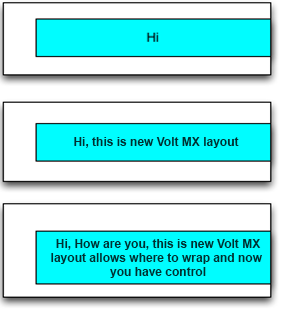 Hi
Hi, this is new Volt MX layout
Hi, How are you, this is new Volt MX
layout allows where to wrap and now
you have control